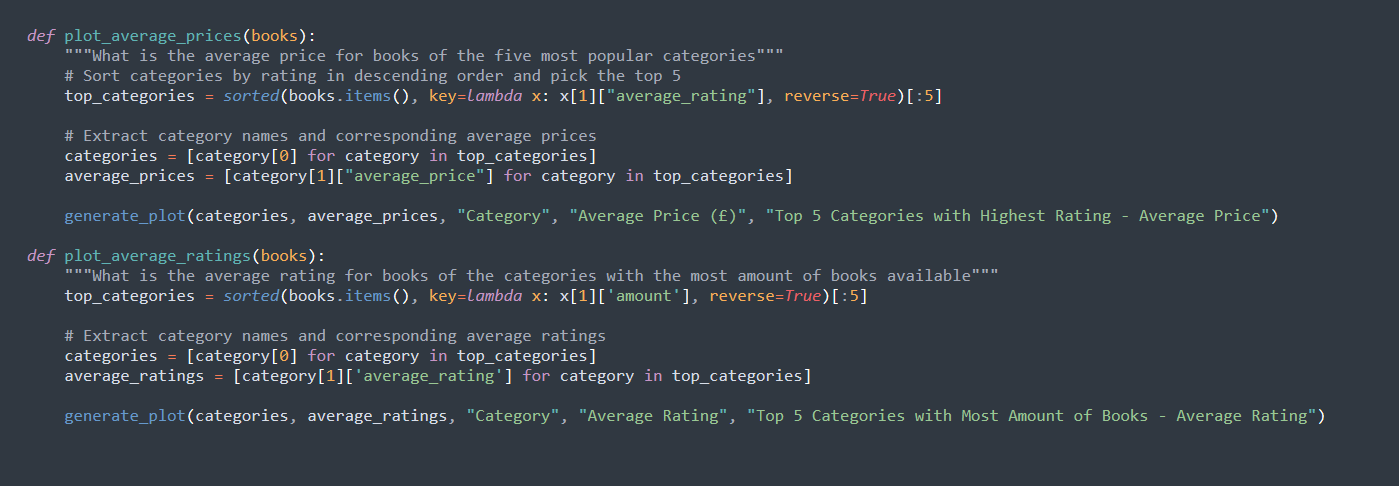 def plot_average_prices(books):
    """What is the average price for books of the five most popular categories"""
    # Sort categories by rating in descending order and pick the top 5
    top_categories = sorted(books.items(), key=lambda x: x[1]["average_rating"], reverse=True)[:5]

    # Extract category names and corresponding average prices
    categories = [category[0] for category in top_categories]
    average_prices = [category[1]["average_price"] for category in top_categories]

    generate_plot(categories, average_prices, "Category", "Average Price (£)", "Top 5 Categories with Highest Rating - Average Price")

def plot_average_ratings(books):
    """What is the average rating for books of the categories with the most amount of books available"""
    top_categories = sorted(books.items(), key=lambda x: x[1]['amount'], reverse=True)[:5]

    # Extract category names and corresponding average ratings
    categories = [category[0] for category in top_categories]
    average_ratings = [category[1]['average_rating'] for category in top_categories]

    generate_plot(categories, average_ratings, "Category", "Average Rating", "Top 5 Categories with Most Amount of Books - Average Rating")